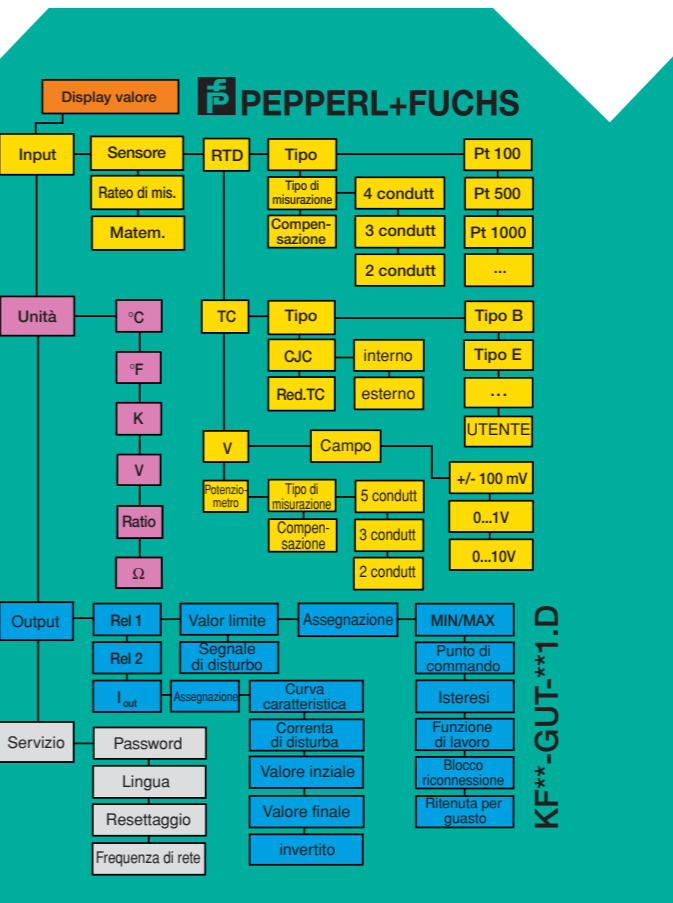 Display valore
PEPPERL+FUCHS
Input
Sensore
RTD
Tipo
Pt 100
Rateo di mis.
Tipo di
misurazione
4 condutt
Pt 500
Matem.
Compen-
sazione
3 condutt
Pt 1000
2 condutt
...
Unità
°C
TC
Tipo
Tipo B
°F
CJC
interno
Tipo E
K
Red.TC
esterno
...
V
V
Campo
UTENTE
+/- 100 mV
Ratio
Potenzio-
metro
Tipo di
misurazione
5 condutt
0...1V
Compen-
sazione
3 condutt
0...10V
Ω
2 condutt
Output
Rel 1
Valor limite
Assegnazione
MIN/MAX
Rel 2
Segnale
di disturbo
Punto di
commando
I out
Assegnazione
Curva
caratteristica
Isteresi
Servizio
Password
Correnta
di disturba
Funzione
di lavoro
Lingua
Valore inziale
Blocco
riconnessione
Resettaggio
Valore finale
Ritenuta per
guasto
Frequenza di rete
invertito
KF**-GUT-**1.D